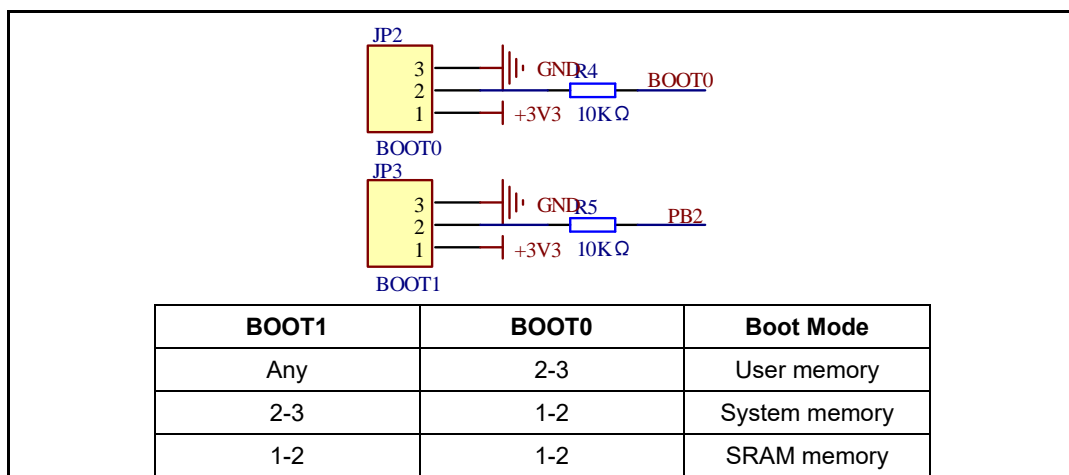 JP2
3
GND
R4
BOOT0
2
1
+3V3
10KΩ
BOOT0
JP3
3
GND
R5
PB2
2
1
+3V3
10KΩ
BOOT1
BOOT1 BOOT0 Boot Mode
Any 2-3 User memory
2-3 1-2 System memory
1-2 1-2 SRAM memory